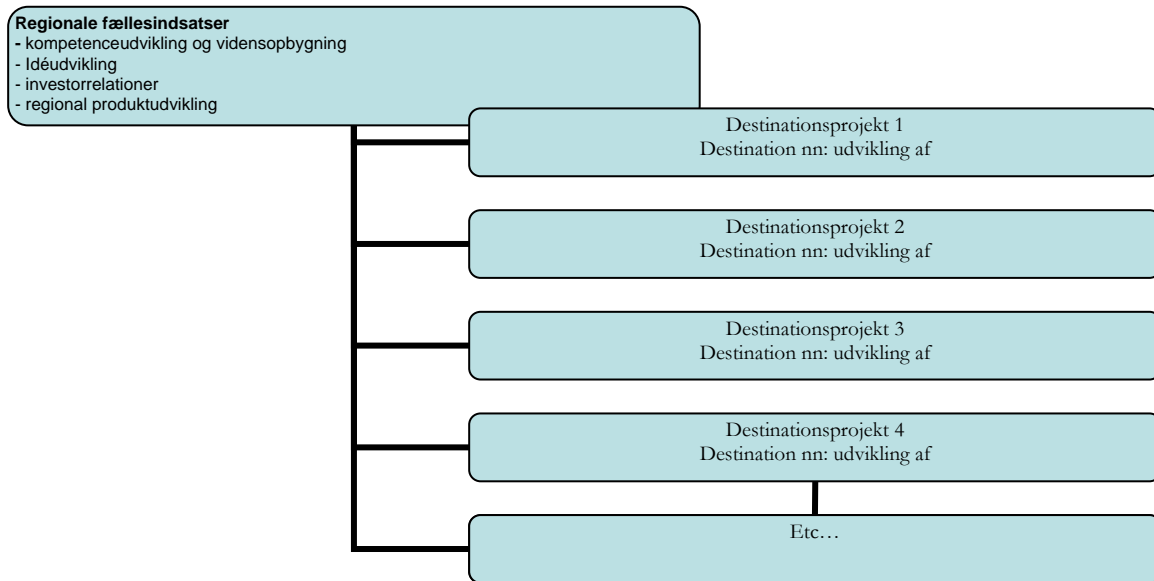 Regionale fællesindsatser
- kompetenceudvikling og vidensopbygning
- Idéudvikling
- investorrelationer
- regional produktudvikling
Destinationsprojekt 1
Destination nn: udvikling af
Destinationsprojekt 2
Destination nn: udvikling af
Destinationsprojekt 3
Destination nn: udvikling af
Destinationsprojekt 4
Destination nn: udvikling af
Etc…